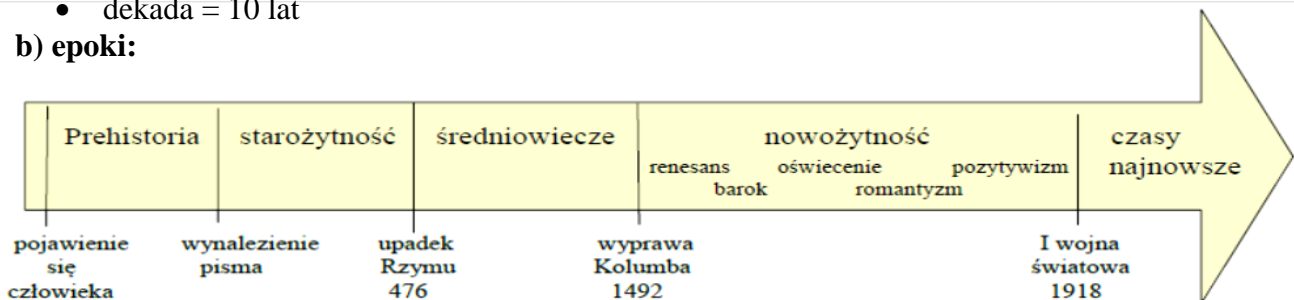 • dekada = 10 lat
b) epoki:
Prehistoria starożytność średniowiecze nowożytność czasy
najnowsze
renesans oświecenie pozytywizm
barok romantyzm
pojawienie
się
człowieka
wynalezienie
pisma
upadek
Rzymu
476
wyprawa
Kolumba
1492
I wojna
światowa
1918